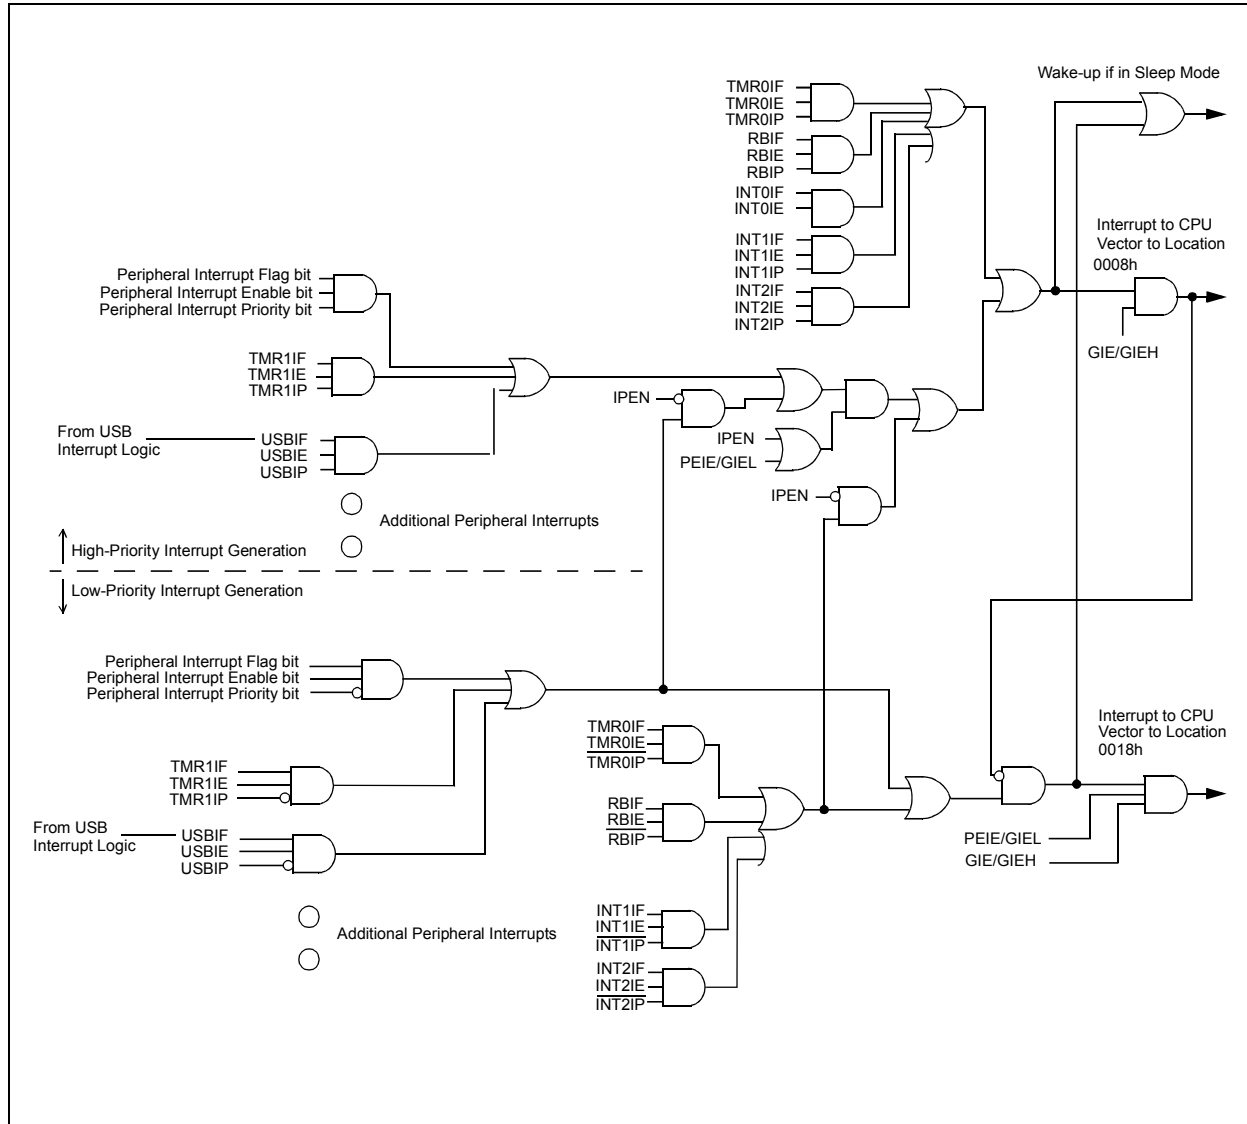 Wake-up if in Sleep Mode
TMR0IF
TMR0IE
TMR0IP
RBIF
RBIE
RBIP
INT0IF
INT0IE
INT1IF
INT1IE
INT1IP
INT2IF
INT2IE
INT2IP
Interrupt to CPU
Vector to Location
0008h
GIE/GIEH
Peripheral Interrupt Flag bit
Peripheral Interrupt Enable bit
Peripheral Interrupt Priority bit
TMR1IF
TMR1IE
TMR1IP
From USB
Interrupt Logic
USBIF
USBIE
USBIP
IPEN
IPEN
PEIE/GIEL
IPEN
Additional Peripheral Interrupts
High-Priority Interrupt Generation
Low-Priority Interrupt Generation
Peripheral Interrupt Flag bit
Peripheral Interrupt Enable bit
Peripheral Interrupt Priority bit
TMR1IF
TMR1IE
TMR1IP
From USB
Interrupt Logic
USBIF
USBIE
USBIP
Additional Peripheral Interrupts
TMR0IF
TMR0IE
TMR0IP
RBIF
RBIE
RBIP
INT1IF
INT1IE
INT1IP
INT2IF
INT2IE
INT2IP
Interrupt to CPU
Vector to Location
0018h
PEIE/GIEL
GIE/GIEH